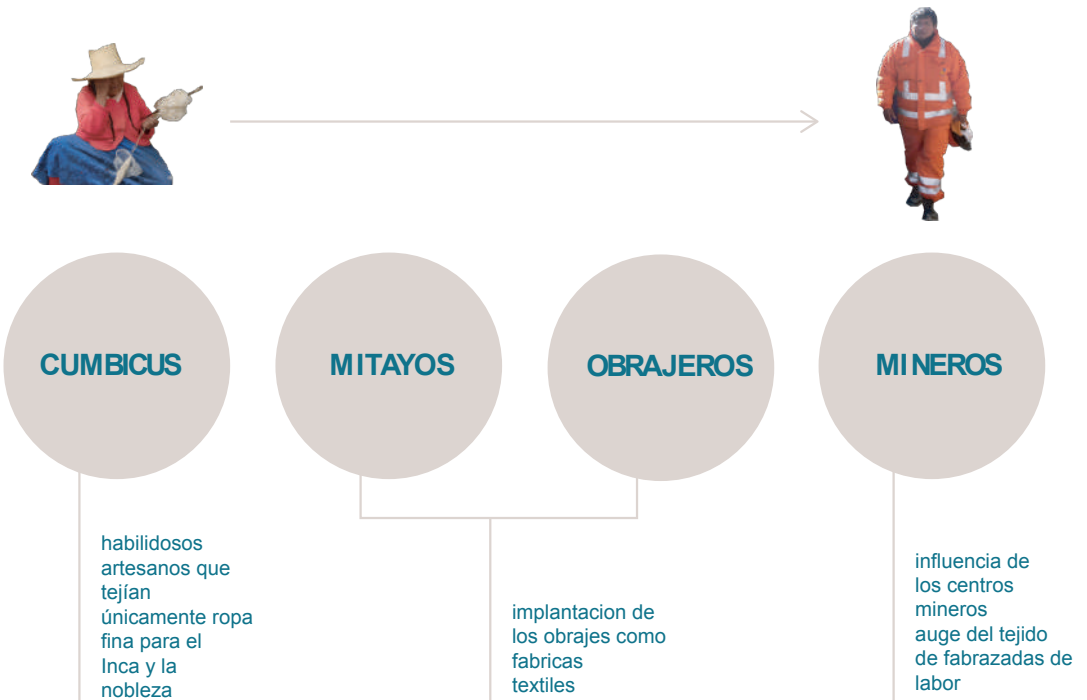 CUMBICUS
MITAYOS
OBRAJEROS
MINEROS
habilidosos
artesanos que
tejían
únicamente ropa
fina para el
Inca y la
nobleza
implantacion de
los obrajes como
fabricas
textiles
influencia de
los centros
mineros
auge del tejido
de fabrazadas de
labor